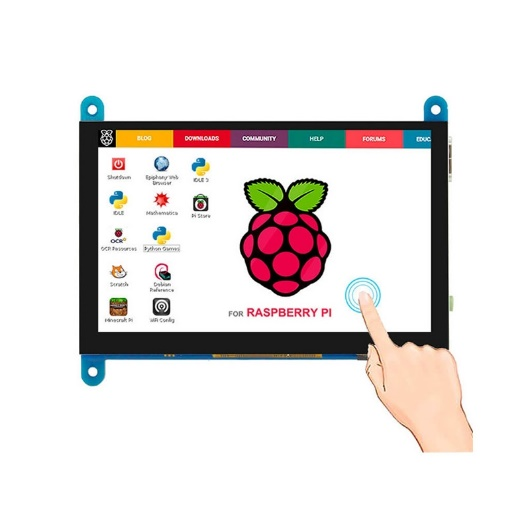 BLOG DOWNLOADS COMMUNITY HELP FORUMS EDUC
Shutdown Epiphany Web Browser IDLE 3
IDLE Mathematica Pi Store
OCR
OCR Resources Python Games
Scratch Debian Reference
Minecraft Pi WiFi Config
FOR RASPBERRY PI